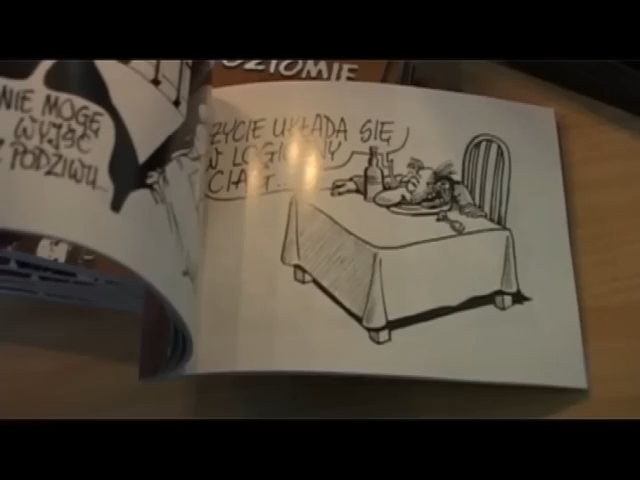 OZIOMIE
NIE MOGĘ
WYJŚĆ
Z PODZIWU...
ŻYCIE UKŁADA SIĘ
W LOGICZNY
CIĄG...